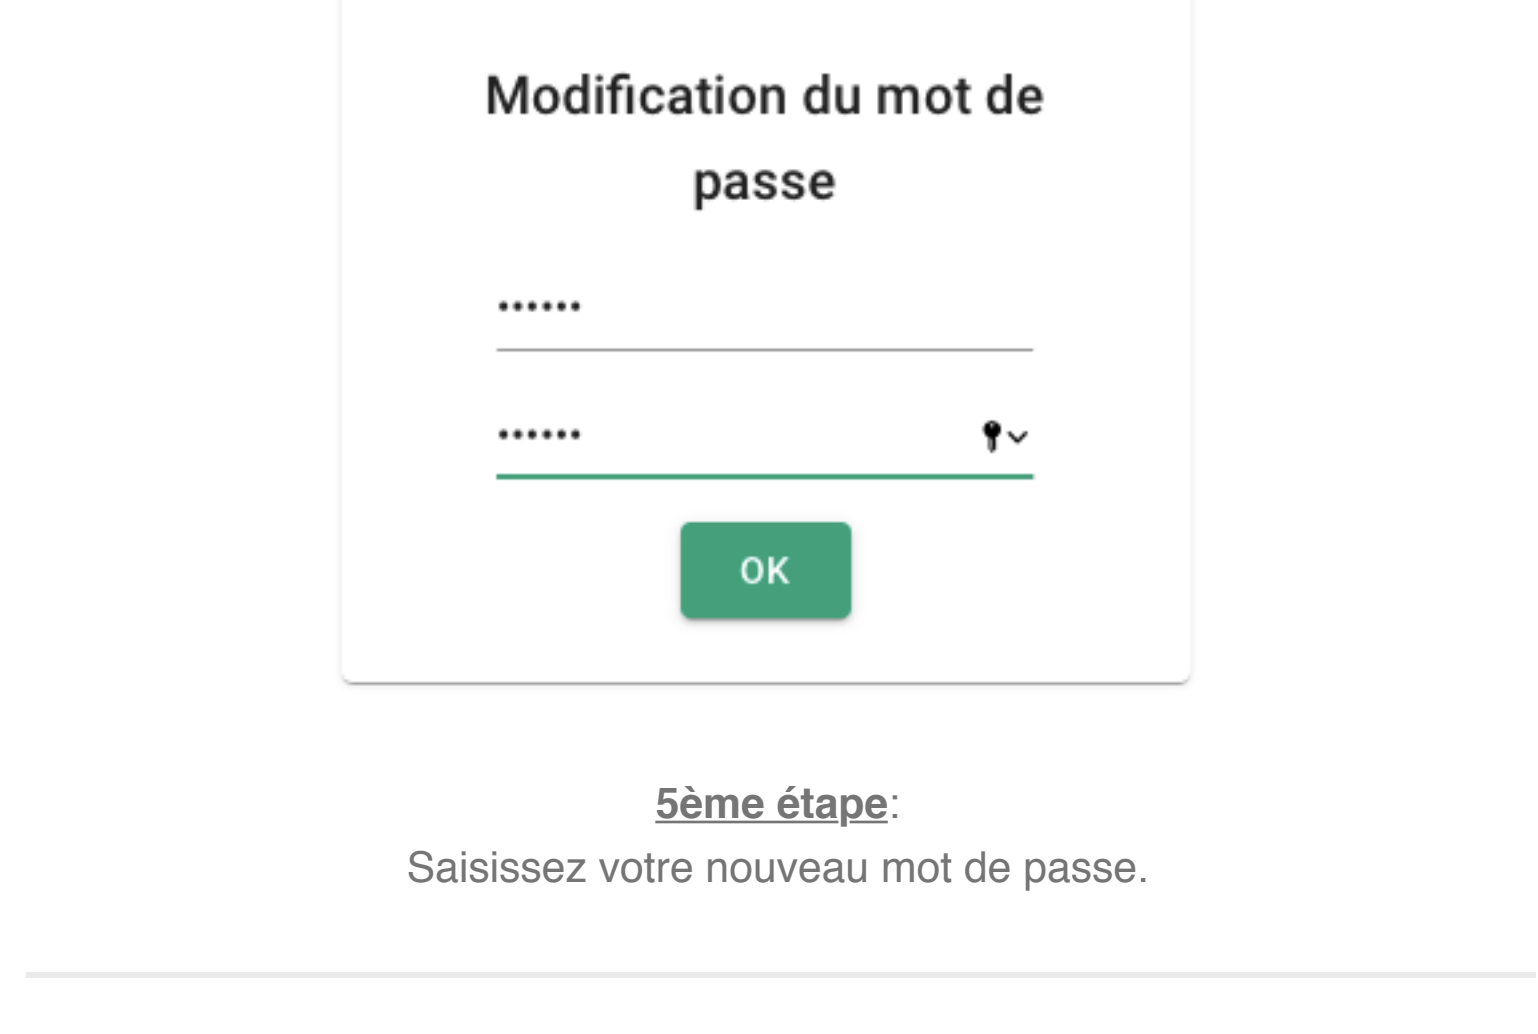 Modification du mot de
passe
••••••
••••••
OK
5ème étape:
Saisissez votre nouveau mot de passe.